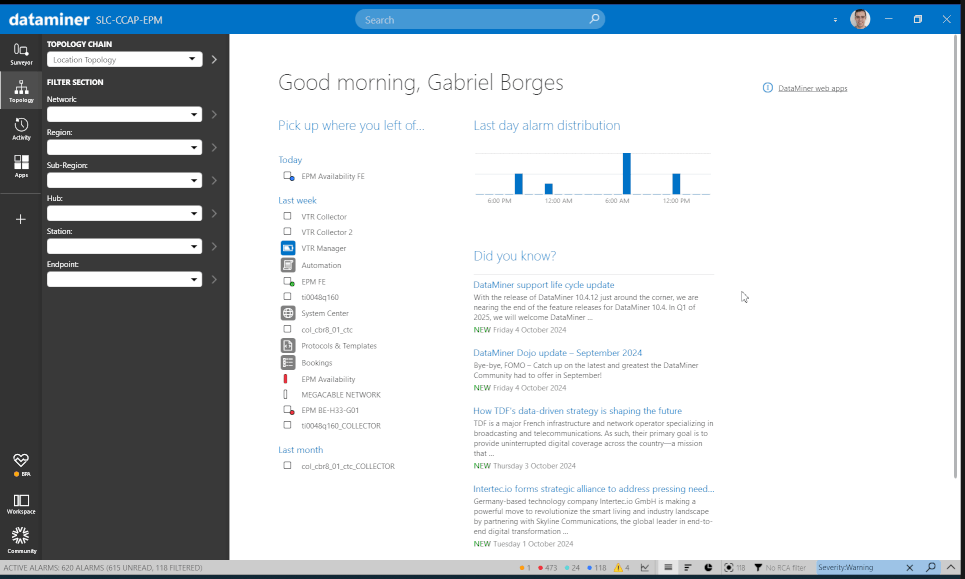 dataminer SLC-CCAP-EPM
Search
Surveyor
Topology
Activity
Apps
BPA
Workspace
Community
TOPOLOGY CHAIN
Location Topology
FILTER SECTION
Network:
Region:
Sub-Region:
Hub:
Station:
Endpoint:
Good morning, Gabriel Borges
DataMiner web apps
Pick up where you left of...
Today
EPM Availability FE
Last week
VTR Collector
VTR Collector 2
VTR Manager
Automation
EPM FE
ti0048q160
System Center
col_cbr8_01_ctc
Protocols & Templates
Bookings
EPM Availability
MEGACABLE NETWORK
EPM BE-H33-G01
ti0048q160_COLLECTOR
Last month
col_cbr8_01_ctc_COLLECTOR
Last day alarm distribution
6:00 PM 12:00 AM 6:00 AM 12:00 PM
Did you know?
DataMiner support life cycle update
With the release of DataMiner 10.4.12 just around the corner, we are
nearing the end of the feature releases for DataMiner 10.4. In Q1 of
2025, we will welcome DataMiner ...
NEW Friday 4 October 2024
DataMiner Dojo update – September 2024
Bye-bye, FOMO – Catch up on the latest and greatest the DataMiner
Community had to offer in September!
NEW Friday 4 October 2024
How TDF's data-driven strategy is shaping the future
TDF is a major French infrastructure and network operator specializing in
broadcasting and telecommunications. As such, their primary goal is to
provide uninterrupted digital coverage across the country—a mission
that ...
NEW Thursday 3 October 2024
Intertec.io forms strategic alliance to address pressing need...
Germany-based technology company Intertec.io GmbH is making a
powerful move to revolutionize the smart living and industry landscape
by partnering with Skyline Communications, the global leader in end-to-
end digital transformation ...
NEW Tuesday 1 October 2024
ACTIVE ALARMS: 620 ALARMS (615 UNREAD, 118 FILTERED)
1 473 24 118 4 118 No RCA filter Severity:Warning